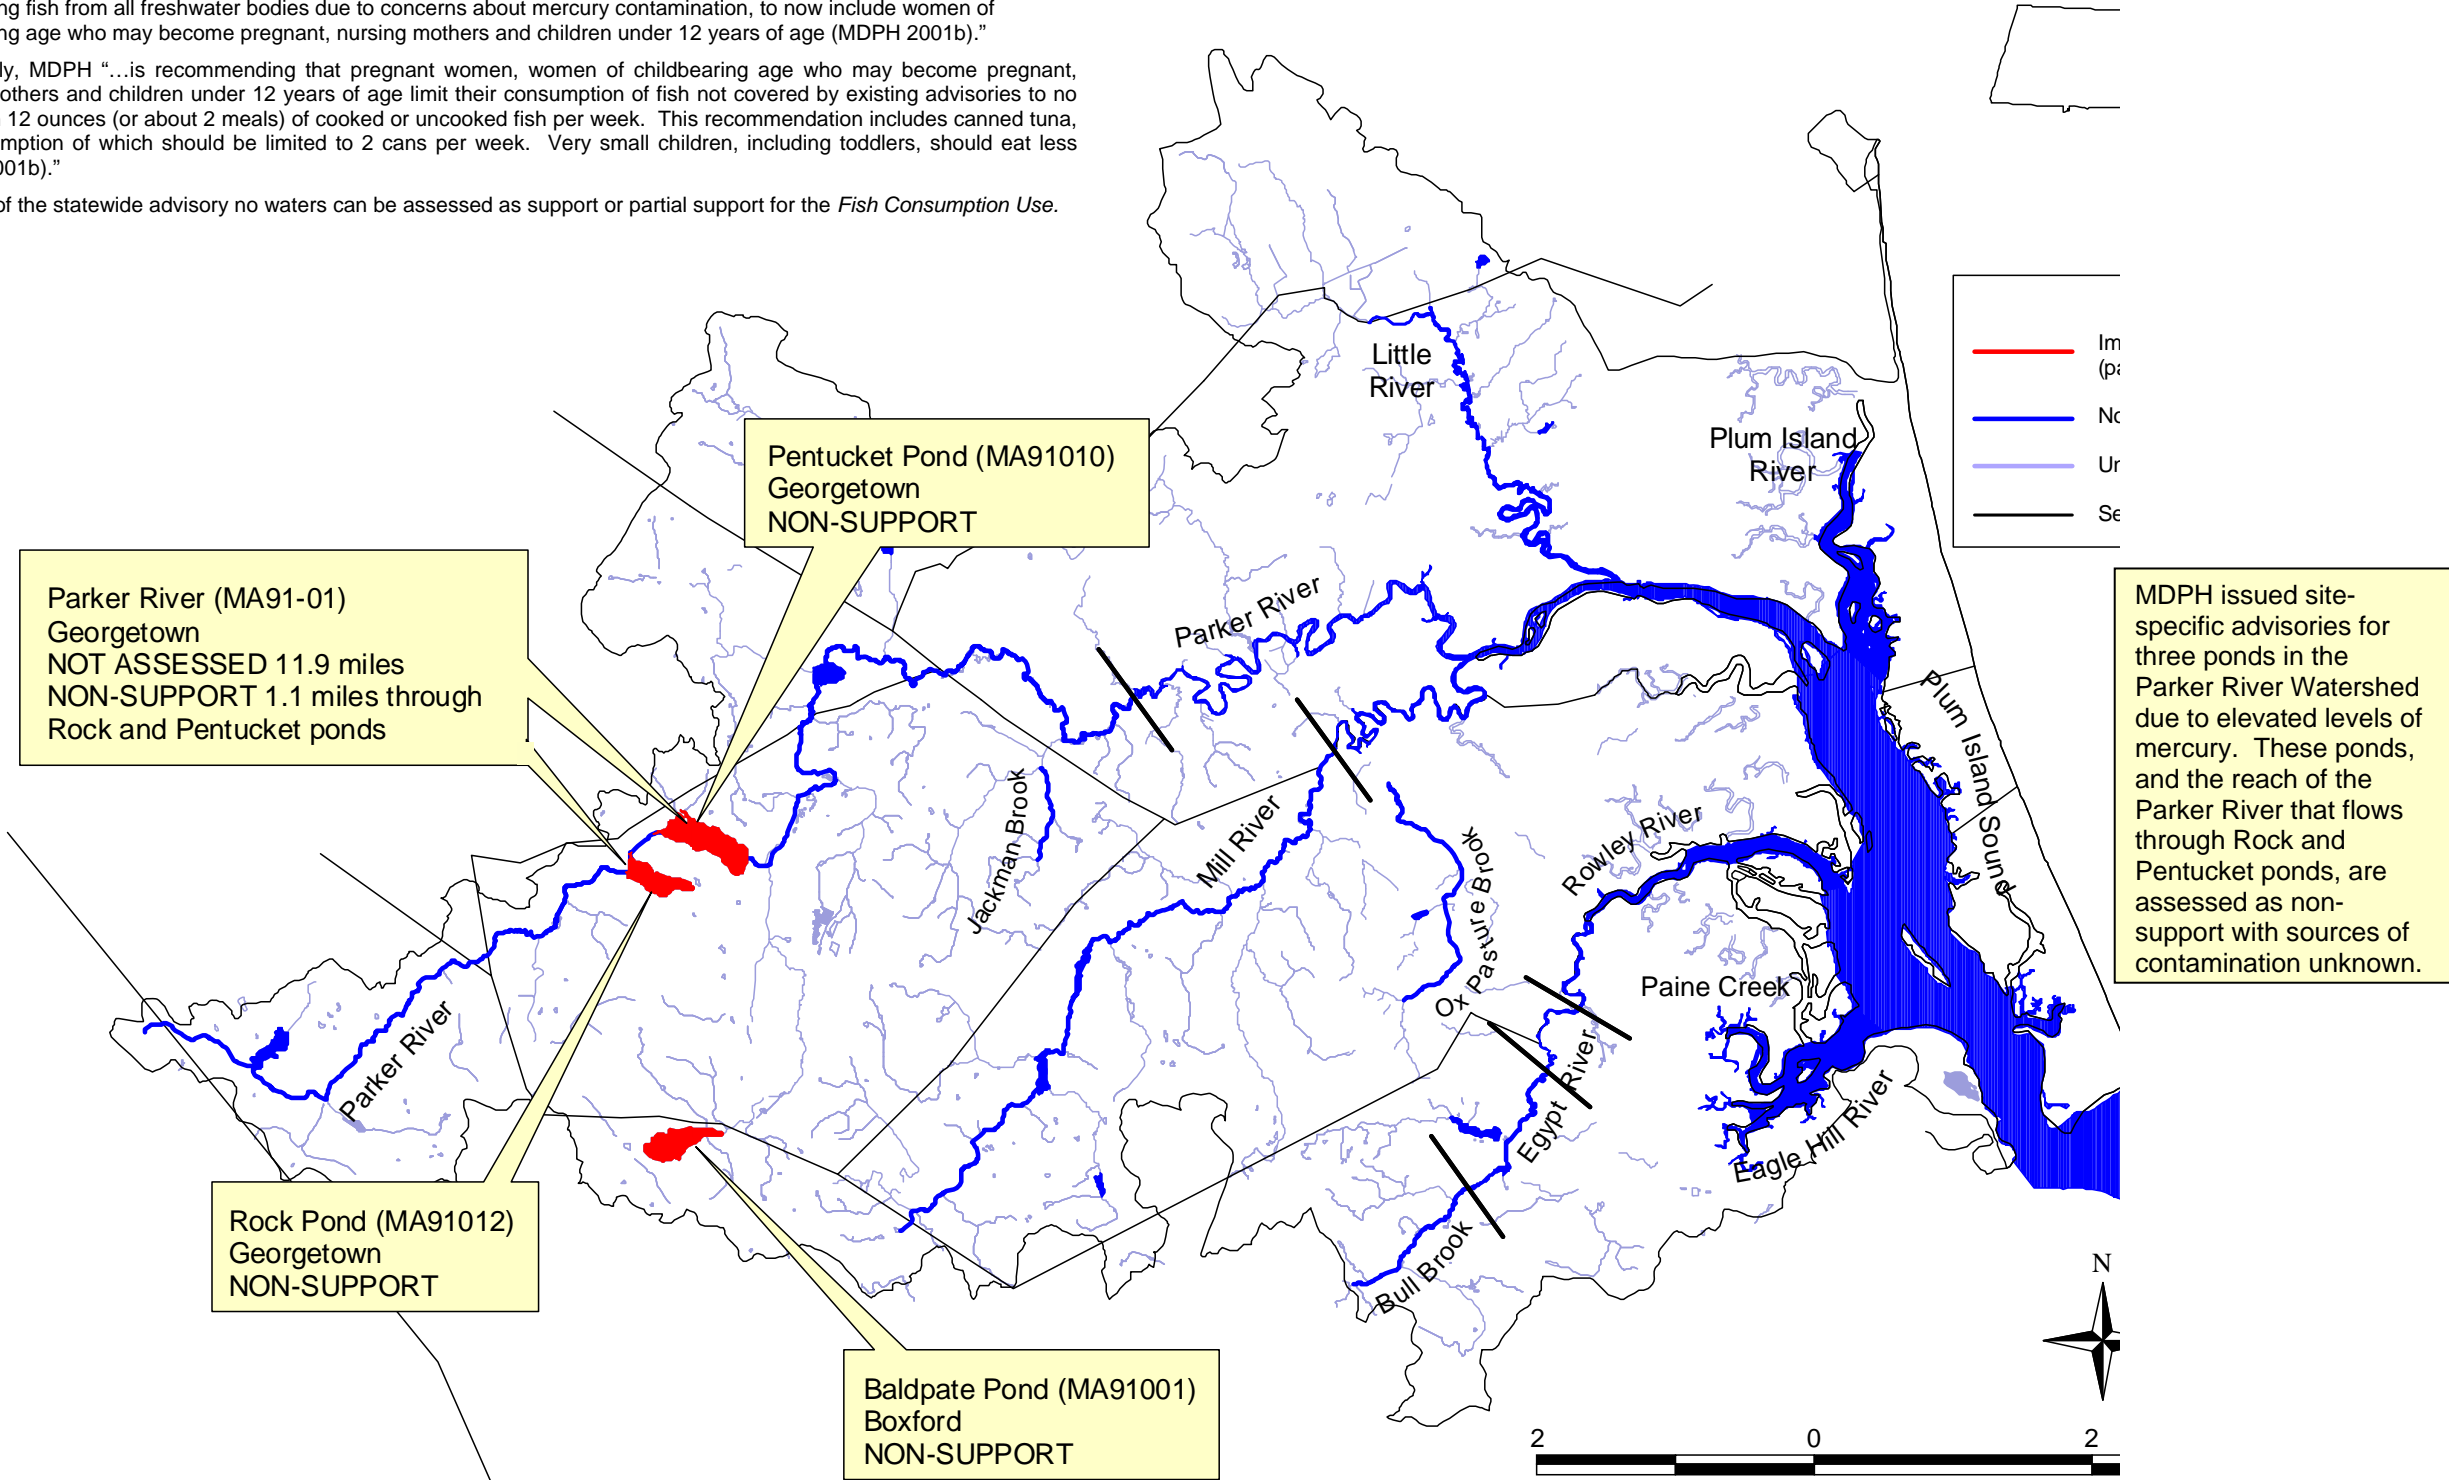 ng fish from all freshwater bodies due to concerns about mercury contamination, to now include women of
ng age who may become pregnant, nursing mothers and children under 12 years of age (MDPH 2001b).”
ly, MDPH “…is recommending that pregnant women, women of childbearing age who may become pregnant,
others and children under 12 years of age limit their consumption of fish not covered by existing advisories to no
12 ounces (or about 2 meals) of cooked or uncooked fish per week. This recommendation includes canned tuna,
mption of which should be limited to 2 cans per week. Very small children, including toddlers, should eat less
001b).”
of the statewide advisory no waters can be assessed as support or partial support for the Fish Consumption Use.
Little
River
Im
(pa
No
Un
Se
Plum Island
River
Pentucket Pond (MA91010)
Georgetown
NON-SUPPORT
Parker River (MA91-01)
Georgetown
NOT ASSESSED 11.9 miles
NON-SUPPORT 1.1 miles through
Rock and Pentucket ponds
Parker River
MDPH issued site-
specific advisories for
three ponds in the
Parker River Watershed
due to elevated levels of
mercury. These ponds,
and the reach of the
Parker River that flows
through Rock and
Pentucket ponds, are
assessed as non-
support with sources of
contamination unknown.
Plum Island Sound
Jackman Brook
Mill River
Ox Pasture Brook
Rowley River
Paine Creek
Parker River
Egypt River
Eagle Hill River
Bull Brook
Rock Pond (MA91012)
Georgetown
NON-SUPPORT
Baldpate Pond (MA91001)
Boxford
NON-SUPPORT
N
2 0 2